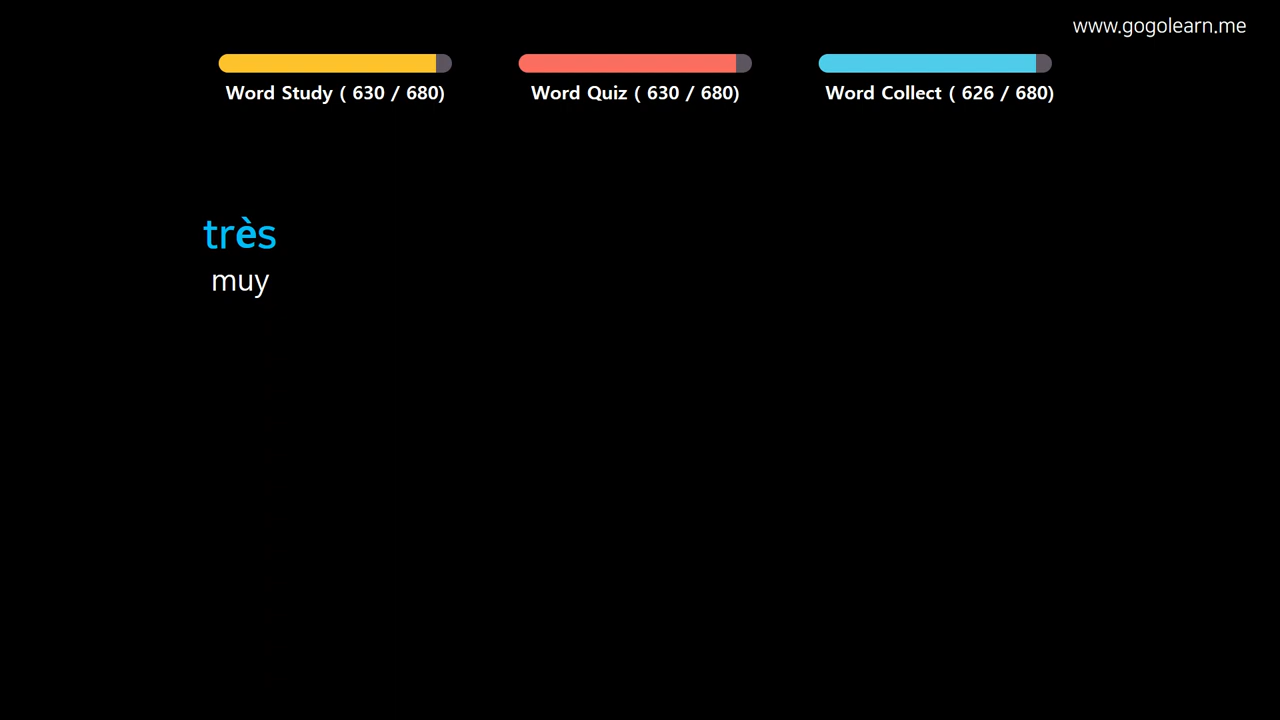 www.gogolearn.me
Word Study ( 630 / 680)
Word Quiz ( 630 / 680)
Word Collect ( 626 / 680)
très
muy